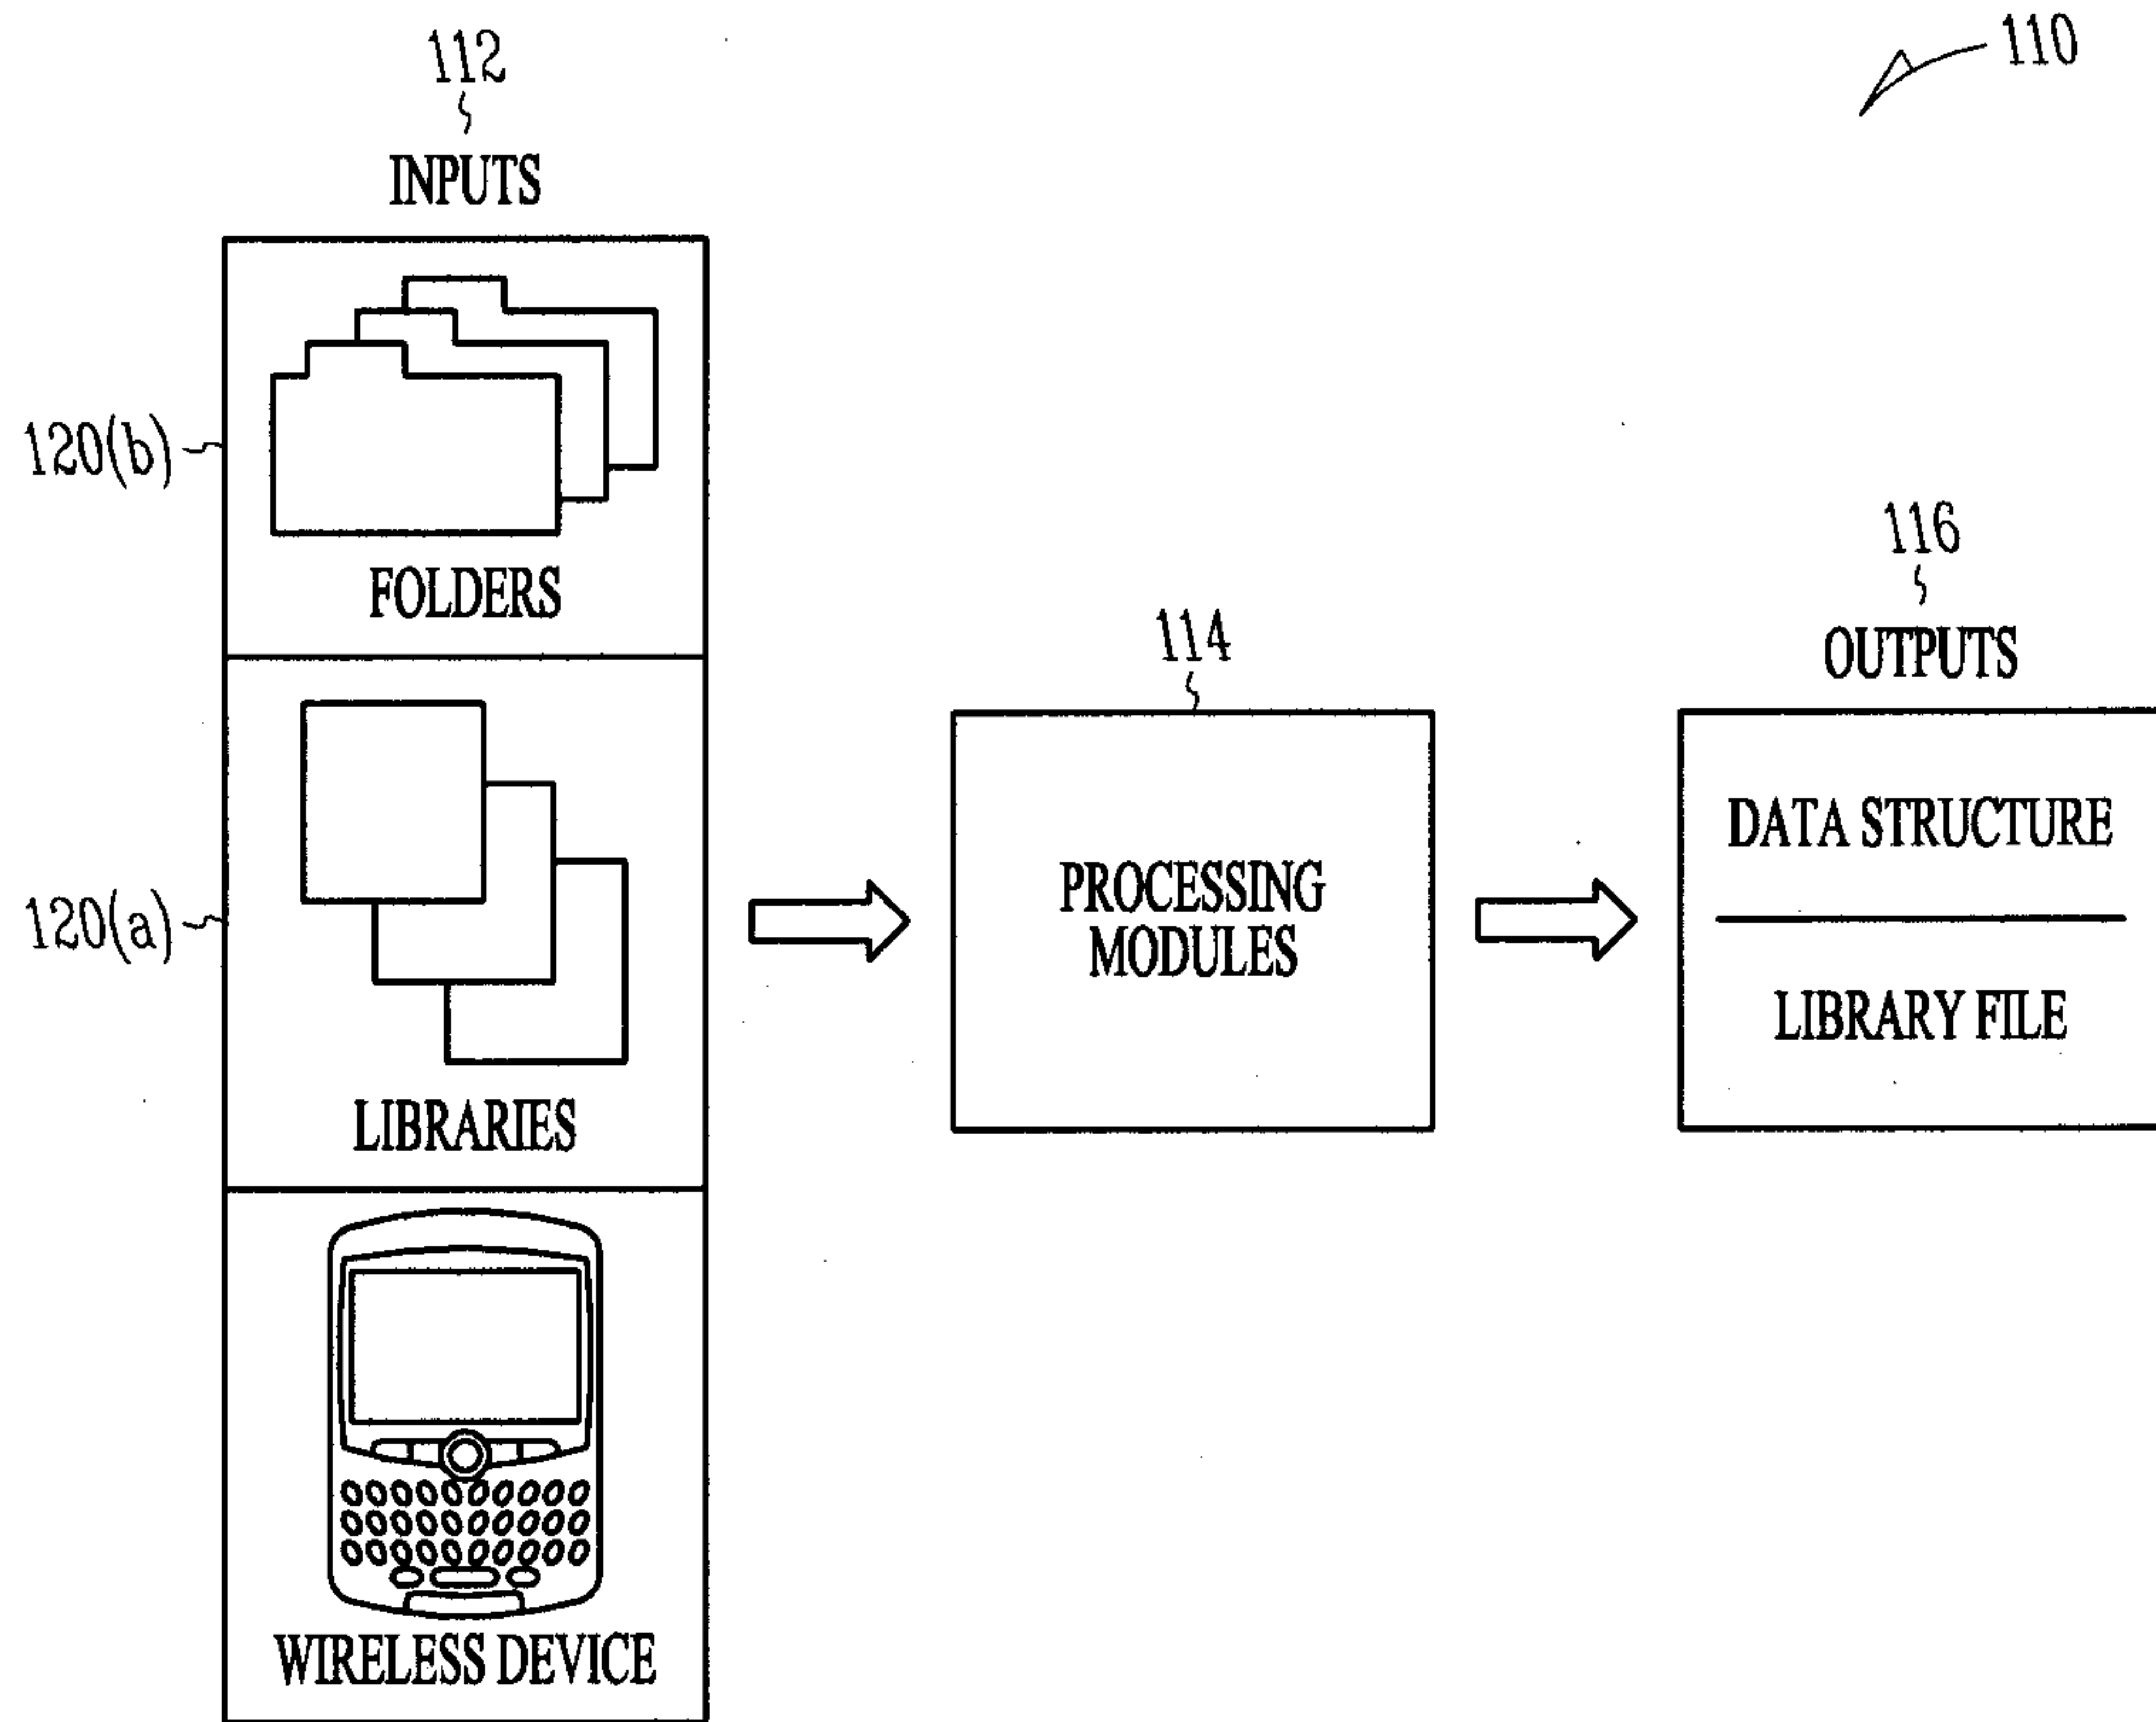 112
110
INPUTS
120(b)
FOLDERS
120(a)
LIBRARIES
WIRELESS DEVICE
114
PROCESSING
MODULES
116
OUTPUTS
DATA STRUCTURE
LIBRARY FILE